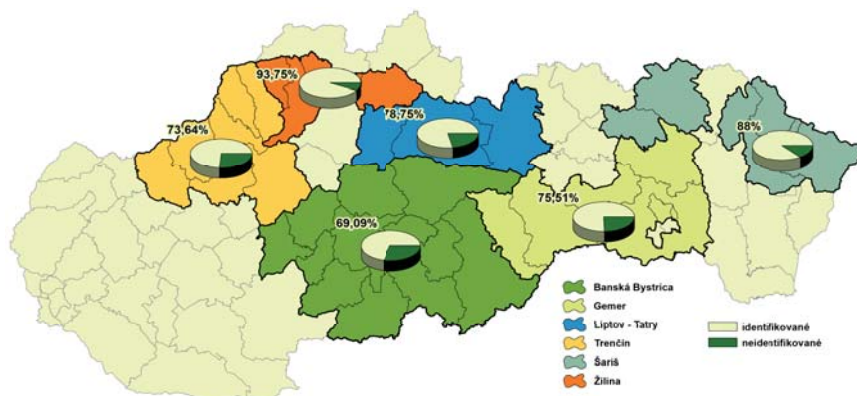 93,75%
78,75%
73,64%
88%
75,51%
69,09%
Banská Bystrica
Gemer
Liptov - Tatry
Trenčín
Šariš
Žilina
identifikované
neidentifikované